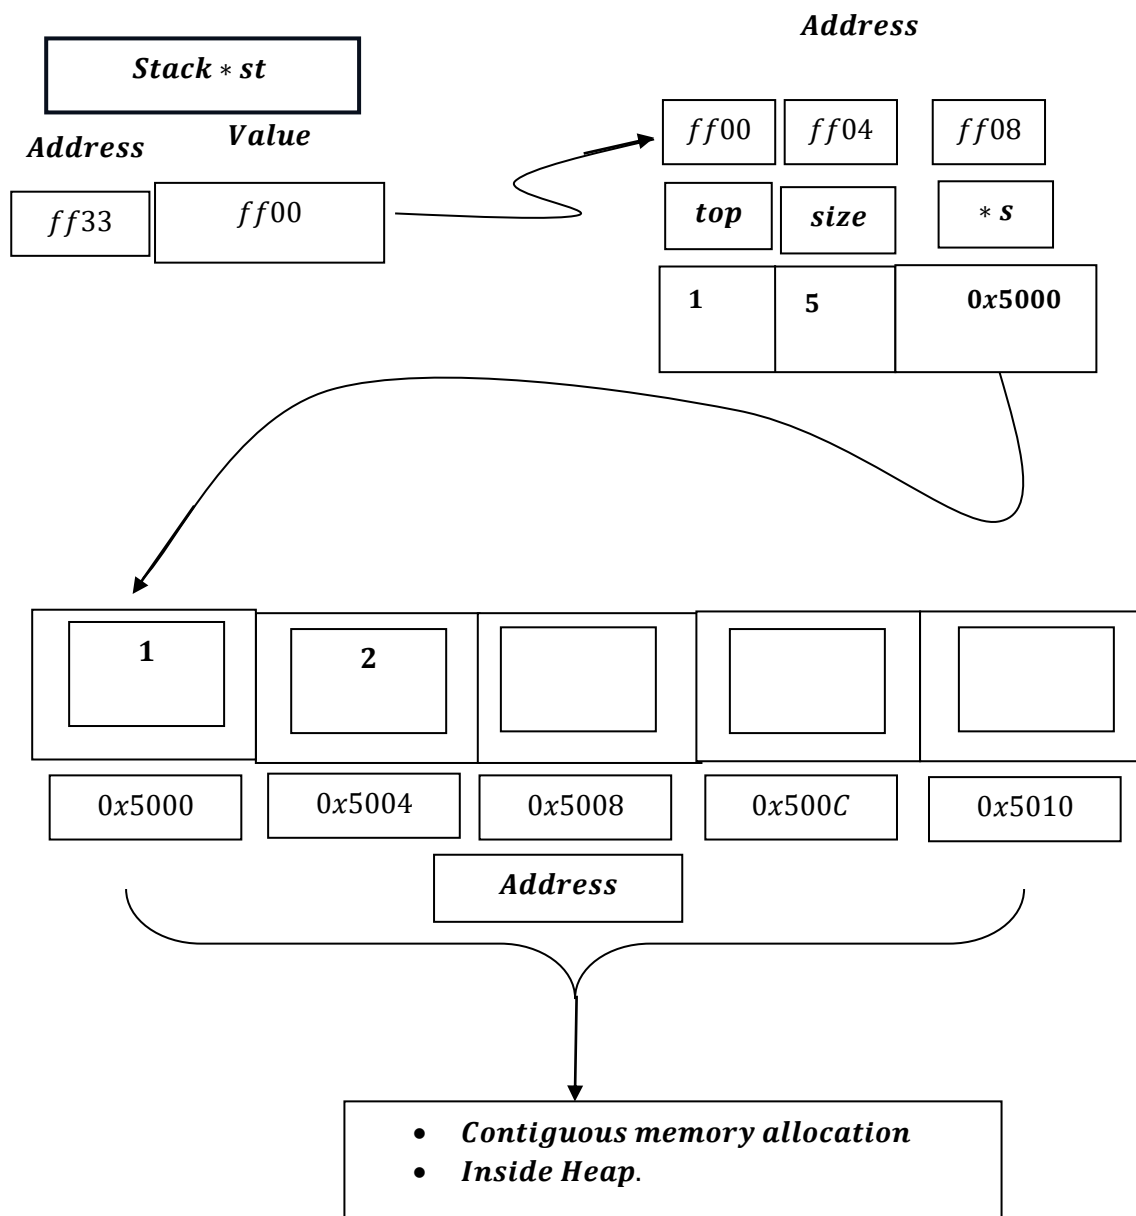 Address
Stack * st
Address Value
ff33 ff00
ff00 ff04 ff08
top size * s
1 5 0x5000
1 2
0x5000 0x5004 0x5008 0x500C 0x5010
Address
• Contiguous memory allocation
• Inside Heap.